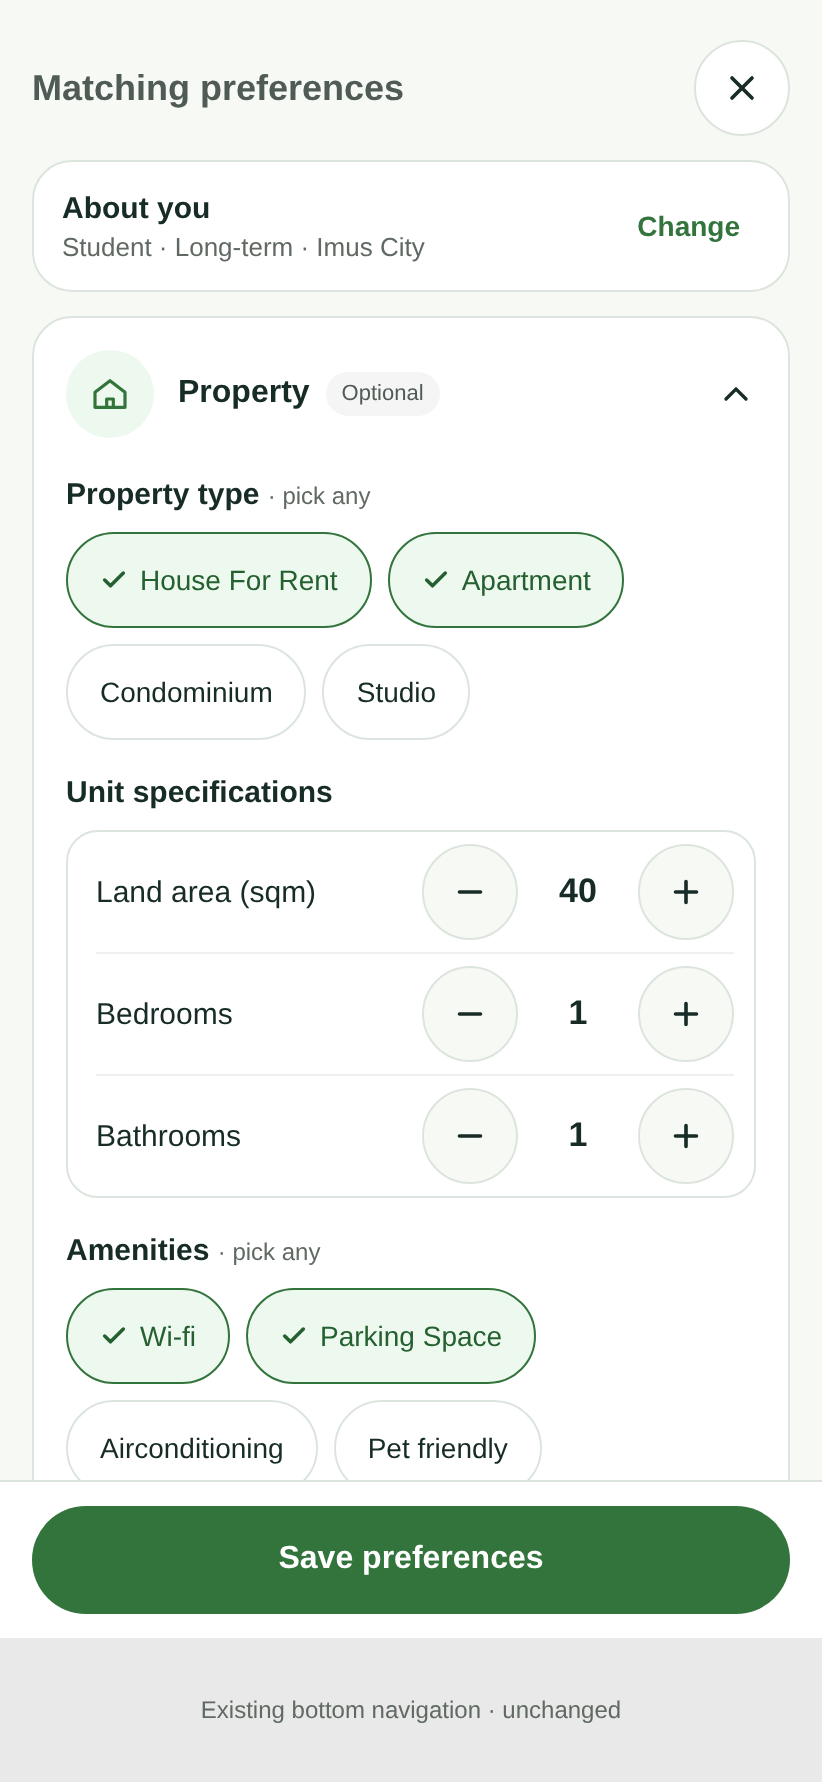 Matching preferences
About you
Student · Long-term · Imus City
Change
Property
Optional
Property type · pick any
House For Rent
Apartment
Condominium
Studio
Unit specifications
Land area (sqm)
40
Bedrooms
1
Bathrooms
1
Amenities · pick any
Wi-fi
Parking Space
Airconditioning
Pet friendly
Save preferences
Existing bottom navigation · unchanged